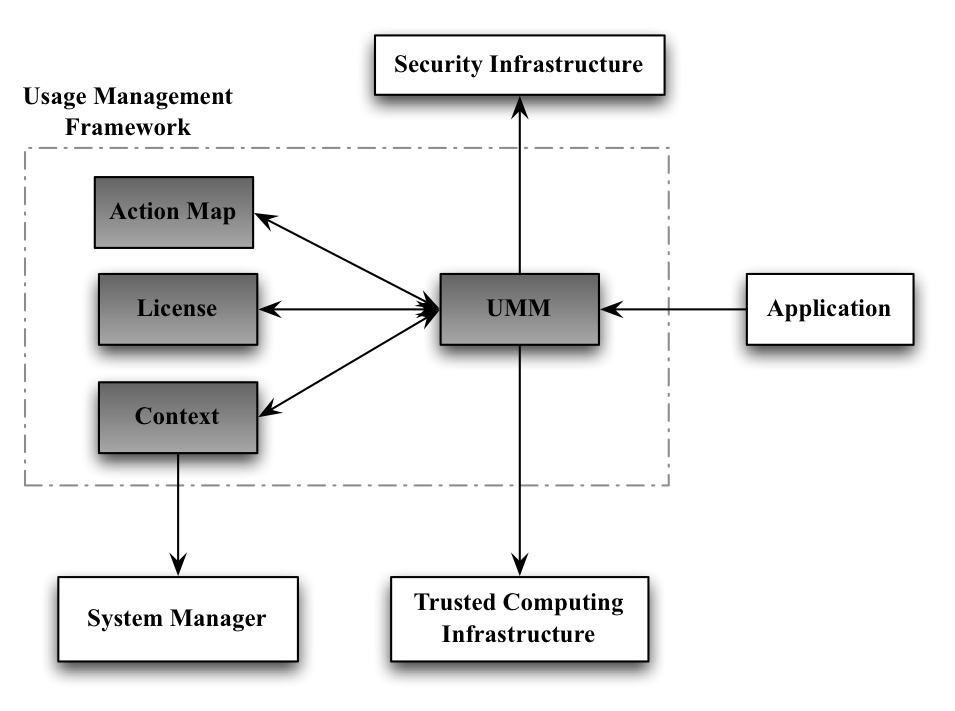 Security Infrastructure
Usage Management
Framework
Action Map
License
UMM
Application
Context
System Manager
Trusted Computing
Infrastructure